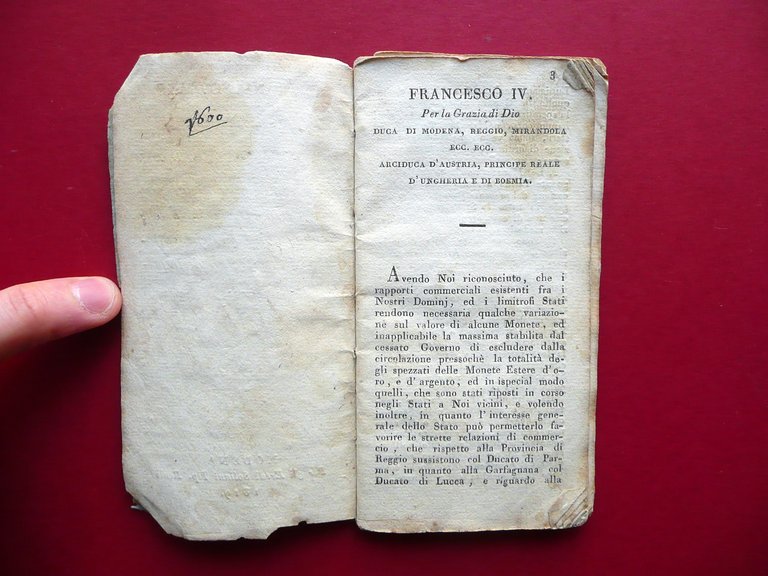 1600
3
FRANCESCO IV.
Per la Grazia di Dio
DUCA DI MODENA, REGGIO, MIRANDOLA
ECC. ECC.
ARCIDUCA D'AUSTRIA, PRINCIPE REALE
D'UNGHERIA E DI BOEMIA.
Avendo Noi riconosciuto, che i
rapporti commerciali esistenti fra i
Nostri Dominj, ed i limitrofi Stati
rendono necessaria qualche variazio-
ne sul valore di alcune Monete, ed
inapplicabile la massima stabilita dal
cessato Governo di escludere dalla
circolazione pressochè la totalità de-
gli spezzati delle Monete Estere d'o-
ro, e d'argento, ed in ispecial modo
quelli, che sono stati riposti in corso
negli Stati a Noi vicini, e volendo
inoltre, in quanto l'interesse gene-
rale dello Stato può permetterlo fa-
vorire le strette relazioni di commer-
cio, che rispetto alla Provincia di
Reggio sussistono col Ducato di Par-
ma, in quanto alla Garfagnana col
Ducato di Lucca, e riguardo alla